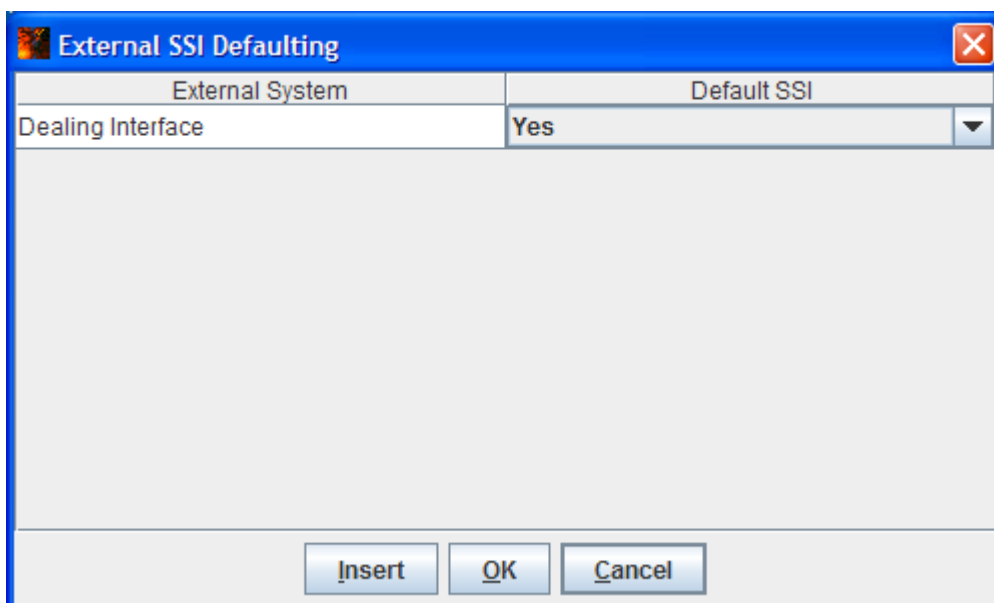 External SSI Defaulting
External System Default SSI
Dealing Interface Yes
Insert OK Cancel